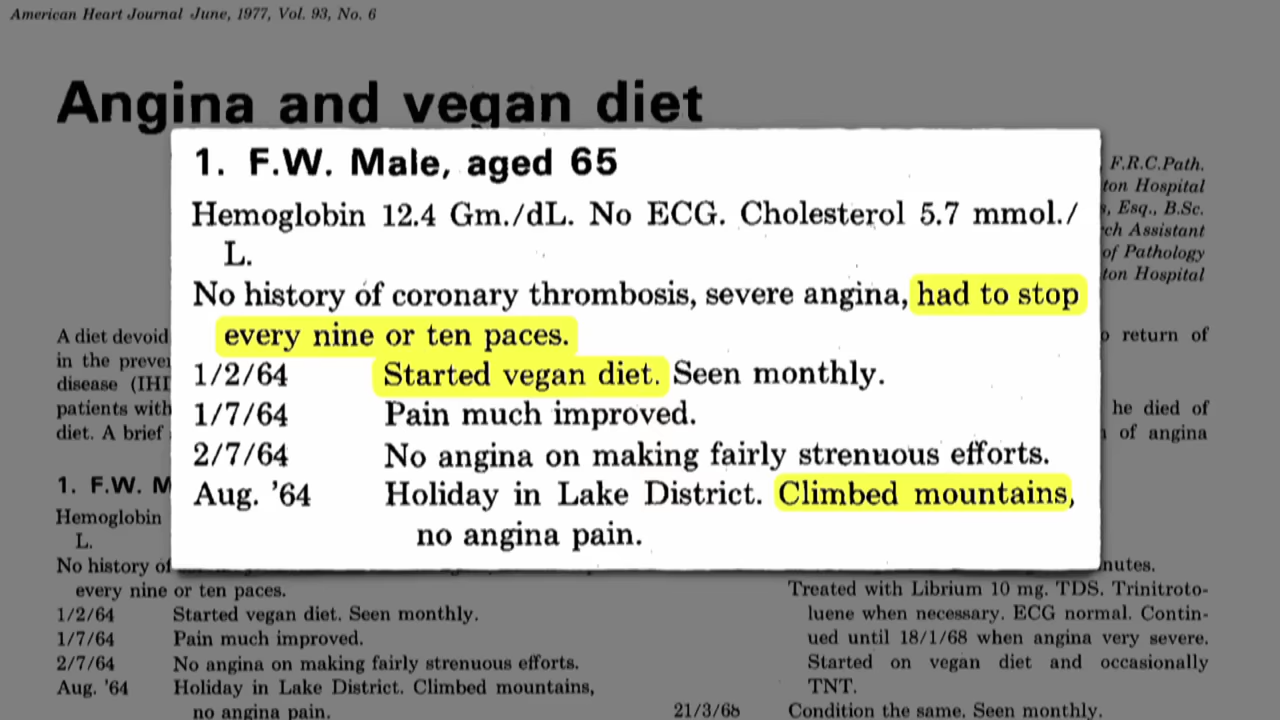 American Heart Journal June, 1977, Vol. 93, No. 6
Angina and vegan diet
1. F.W. Male, aged 65
Hemoglobin 12.4 Gm./dL. No ECG. Cholesterol 5.7 mmol./
L.
No history of coronary thrombosis, severe angina, had to stop
every nine or ten paces.
1/2/64 Started vegan diet. Seen monthly.
1/7/64 Pain much improved.
2/7/64 No angina on making fairly strenuous efforts.
Aug. '64 Holiday in Lake District. Climbed mountains,
no angina pain.
F.R.C.Path.
ton Hospital
Esq., B.Sc.
ch Assistant
of Pathology
ton Hospital
A diet devoid
in the preve
disease (IHI
patients with
diet. A brief
1. F.W. M
Hemoglobin
L.
No history of
every nine or ten paces.
1/2/64 Started vegan diet. Seen monthly.
1/7/64 Pain much improved.
2/7/64 No angina on making fairly strenuous efforts.
Aug. '64 Holiday in Lake District. Climbed mountains,
no angina pain.
return of
he died of
of angina
nutes.
Treated with Librium 10 mg. TDS. Trinitroto-
luene when necessary. ECG normal. Contin-
ued until 18/1/68 when angina very severe.
Started on vegan diet and occasionally
TNT.
21/3/68 Condition the same. Seen monthly.